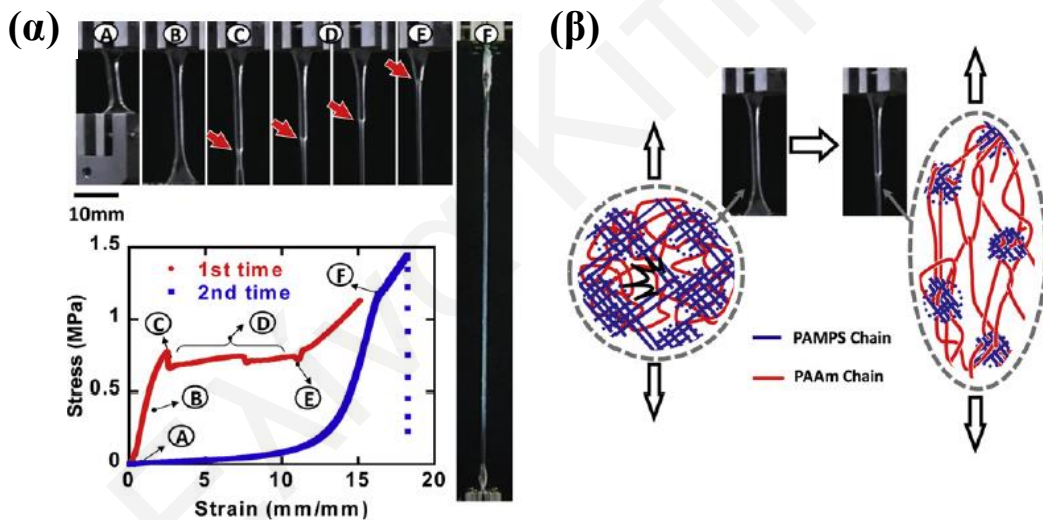 (α)
A B C D E F
10mm
1.5
1
0.5
0
1st time
2nd time
A B C D E F
Stress (MPa)
0 5 10 15 20
Strain (mm/mm)
(β)
PAMPS Chain
PAAm Chain